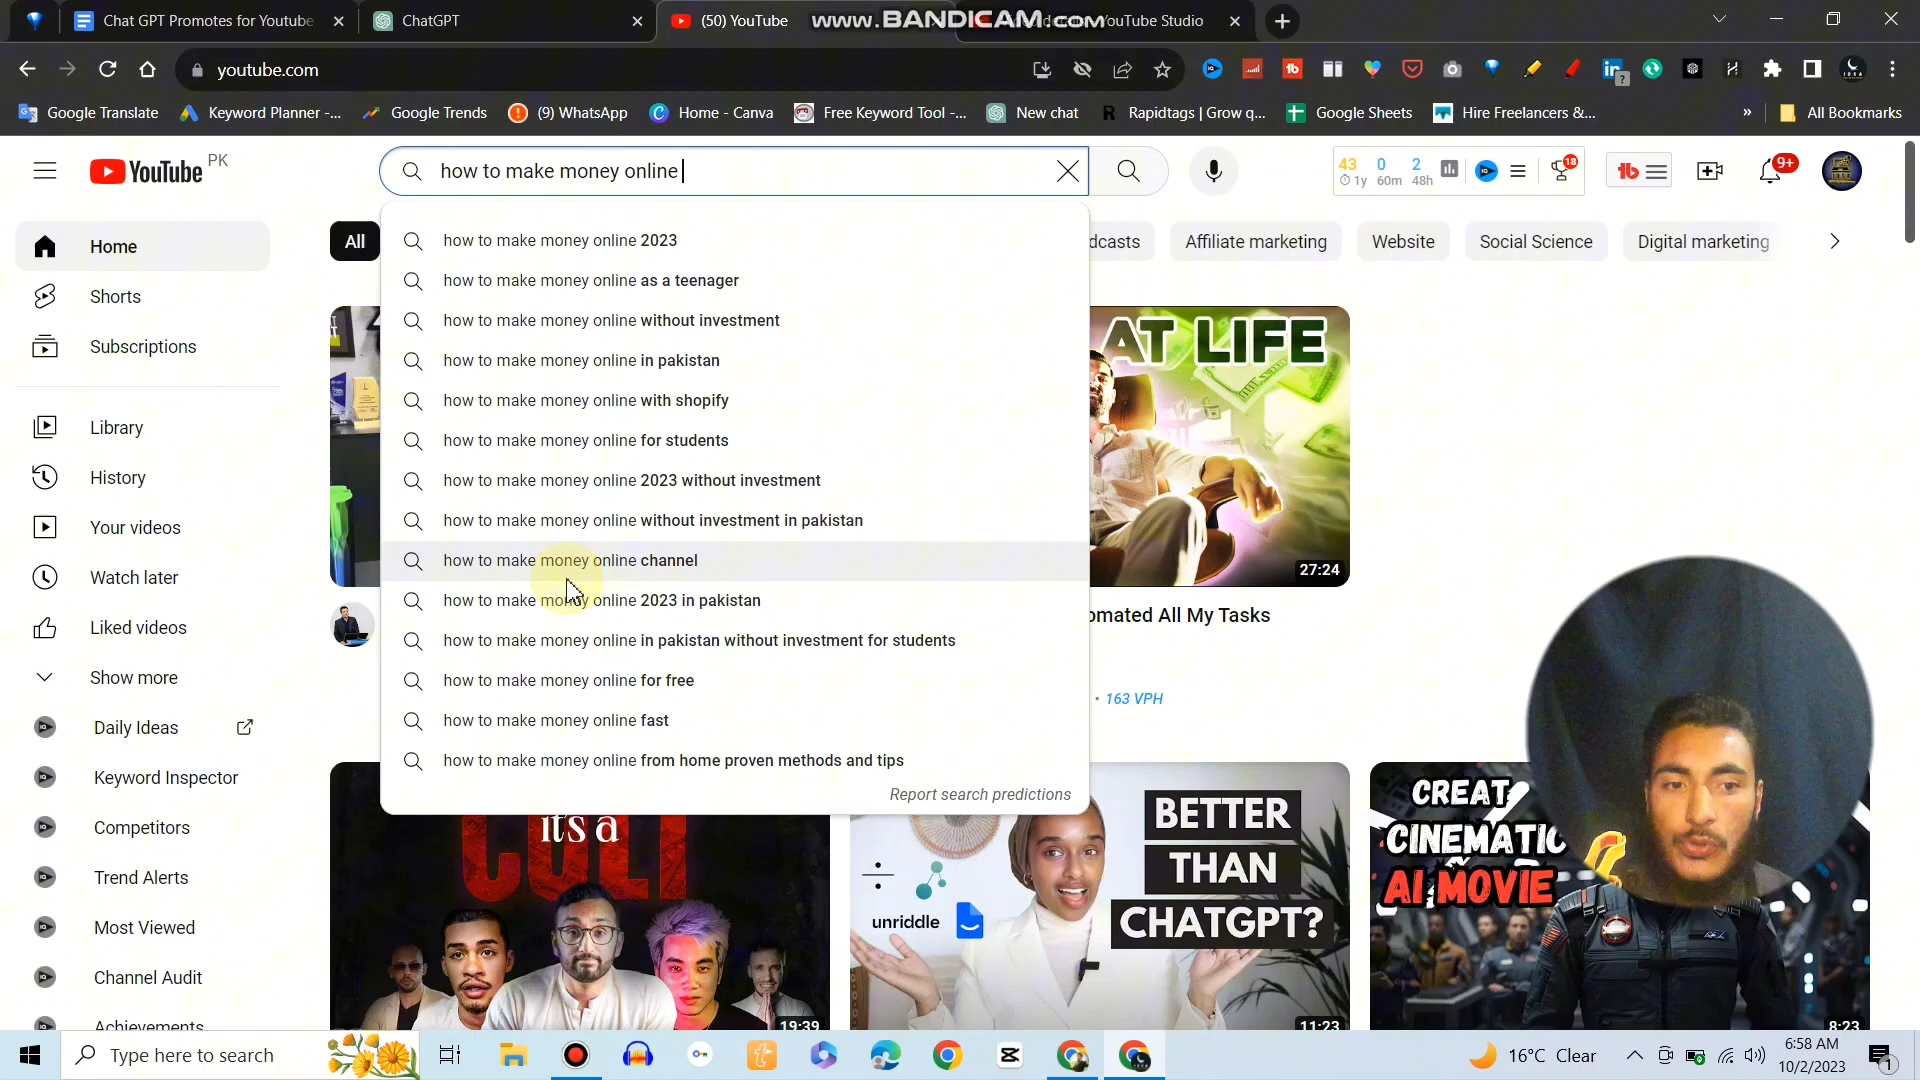 Chat GPT Promotes for Youtube
ChatGPT
(50) YouTube
www.BANDICAM.com
YouTube Studio
youtube.com
Google Translate
Keyword Planner -...
Google Trends
(9) WhatsApp
Home - Canva
Free Keyword Tool -...
New chat
Rapidtags | Grow q...
Google Sheets
Hire Freelancers &...
»
All Bookmarks
YouTube PK
how to make money online
43 0 2
1y 60m 48h
18
9+
Home
Shorts
Subscriptions
Library
History
Your videos
Watch later
Liked videos
Show more
Daily Ideas
Keyword Inspector
Competitors
Trend Alerts
Most Viewed
Channel Audit
Achievements
All
dcasts
Affiliate marketing
Website
Social Science
Digital marketing
how to make money online 2023
how to make money online as a teenager
how to make money online without investment
how to make money online in pakistan
how to make money online with shopify
how to make money online for students
how to make money online 2023 without investment
how to make money online without investment in pakistan
how to make money online channel
how to make money online 2023 in pakistan
how to make money online in pakistan without investment for students
how to make money online for free
how to make money online fast
how to make money online from home proven methods and tips
Report search predictions
AT LIFE
27:24
omated All My Tasks
• 163 VPH
it's a
CULT
19:39
BETTER
THAN
CHATGPT?
unriddle
11:23
CREAT
CINEMATIC
AI MOVIE
8:23
Type here to search
16°C Clear
6:58 AM
10/2/2023
1